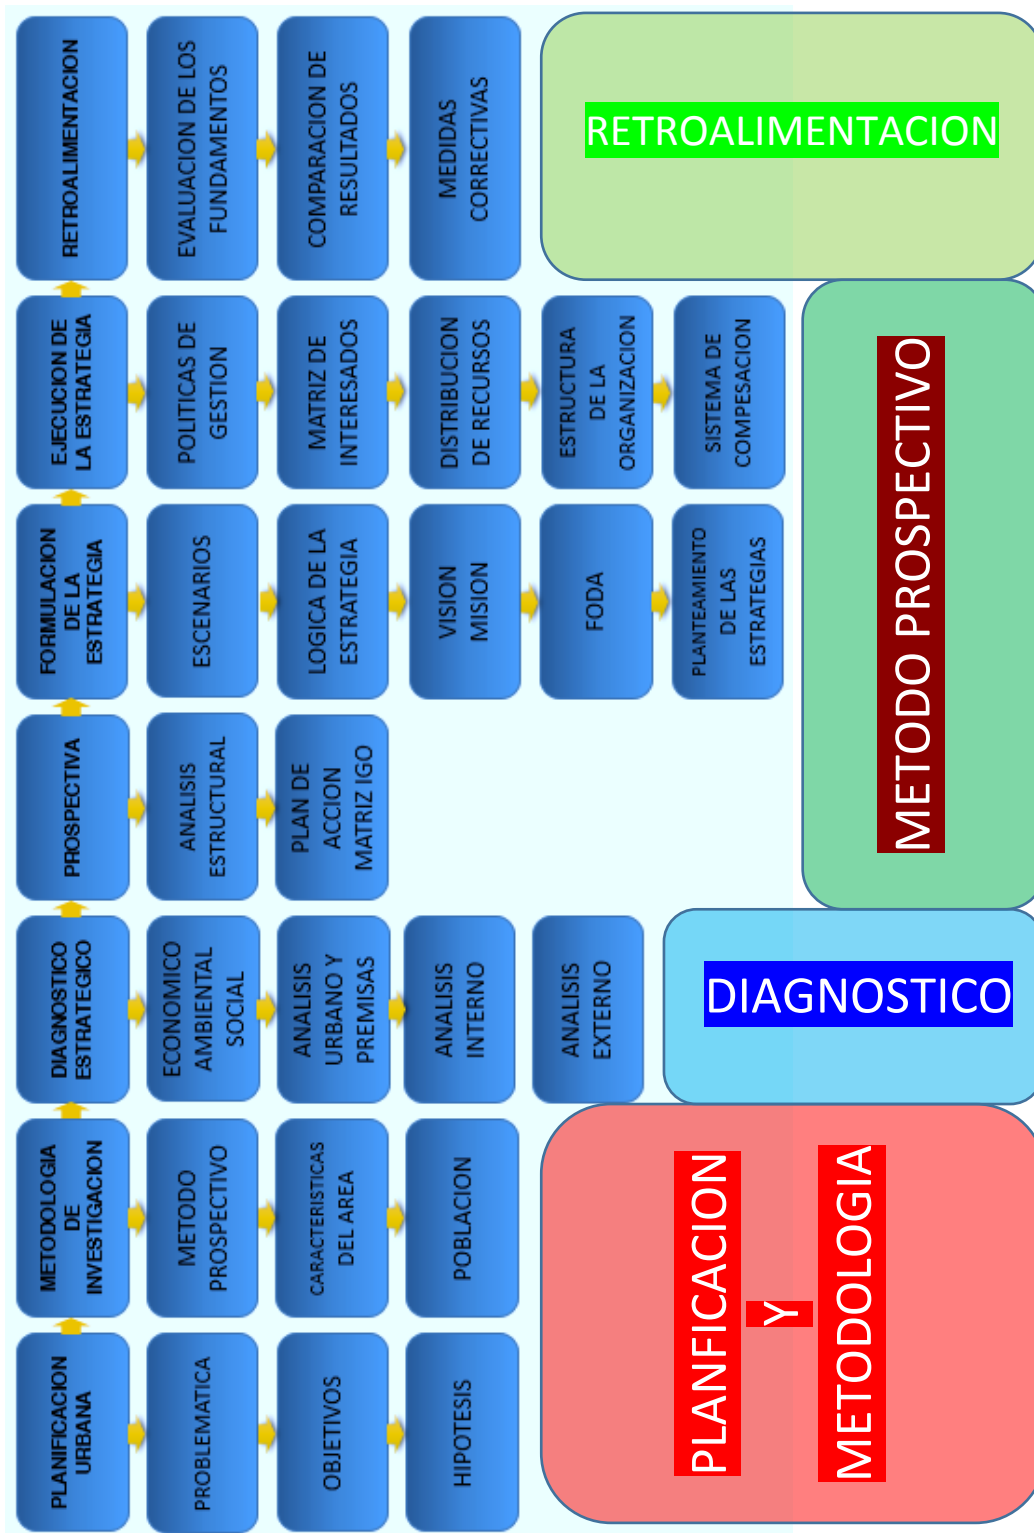 PLANIFICACION
URBANA
PROBLEMATICA
OBJETIVOS
HIPOTESIS
METODOLOGIA
DE
INVESTIGACION
METODO
PROSPECTIVO
CARACTERISTICAS
DEL AREA
POBLACION
DIAGNOSTICO
ESTRATEGICO
ECONOMICO
AMBIENTAL
SOCIAL
ANALISIS
URBANO Y
PREMISAS
ANALISIS
INTERNO
ANALISIS
EXTERNO
PROSPECTIVA
ANALISIS
ESTRUCTURAL
PLAN DE
ACCION
MATRIZ IGO
FORMULACION
DE LA
ESTRATEGIA
ESCENARIOS
LOGICA DE LA
ESTRATEGIA
VISION
MISION
FODA
PLANTEAMIENTO
DE LAS
ESTRATEGIAS
EJECUCION DE
LA ESTRATEGIA
POLITICAS DE
GESTION
MATRIZ DE
INTERESADOS
DISTRIBUCION
DE RECURSOS
ESTRUCTURA
DE LA
ORGANIZACION
SISTEMA DE
COMPESACION
RETROALIMENTACION
EVALUACION DE LOS
FUNDAMENTOS
COMPARACION DE
RESULTADOS
MEDIDAS
CORRECTIVAS
PLANFICACION
Y
METODOLOGIA
DIAGNOSTICO
METODO PROSPECTIVO
RETROALIMENTACION